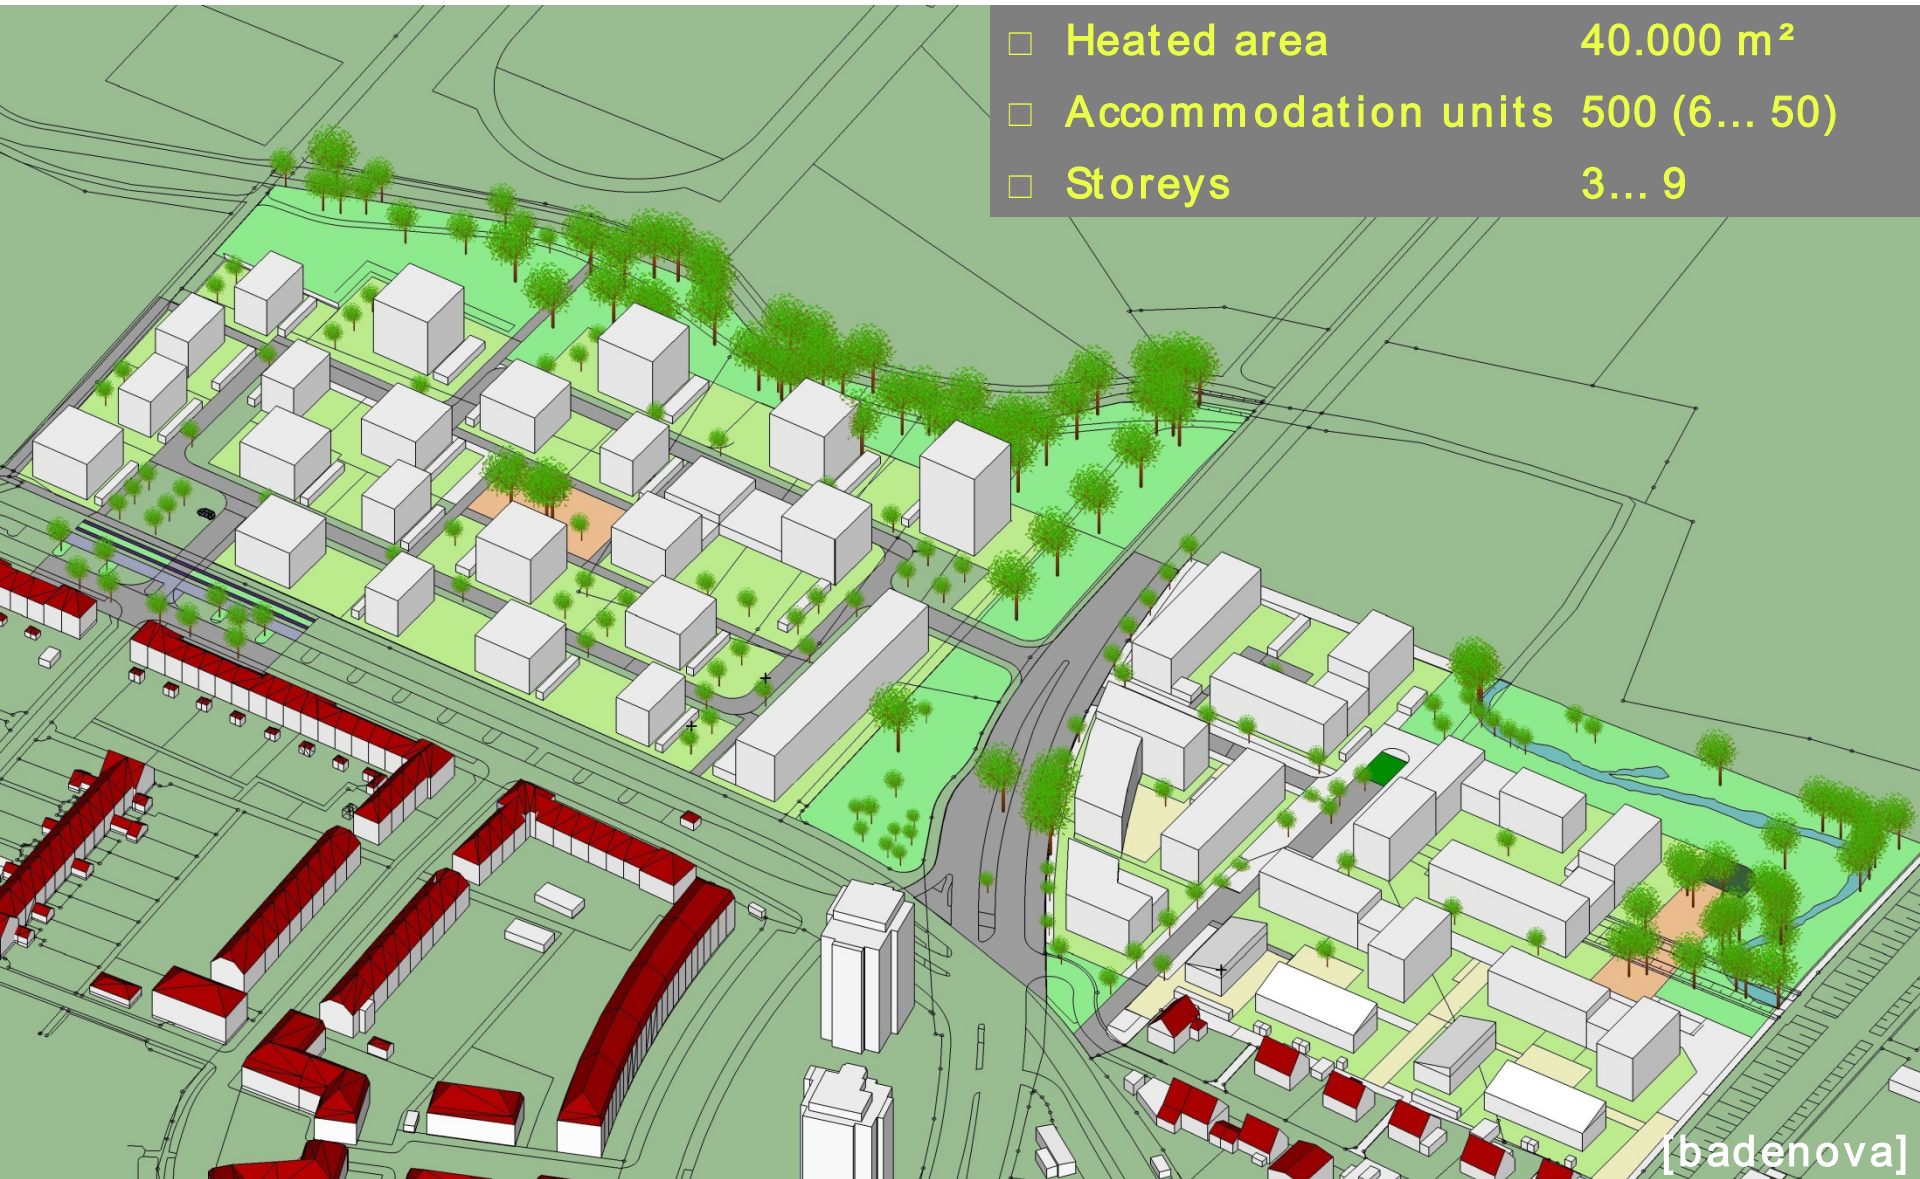 □ Heated area 40.000 m²
□ Accommodation units 500 (6... 50)
□ Storeys 3... 9
[badenova]